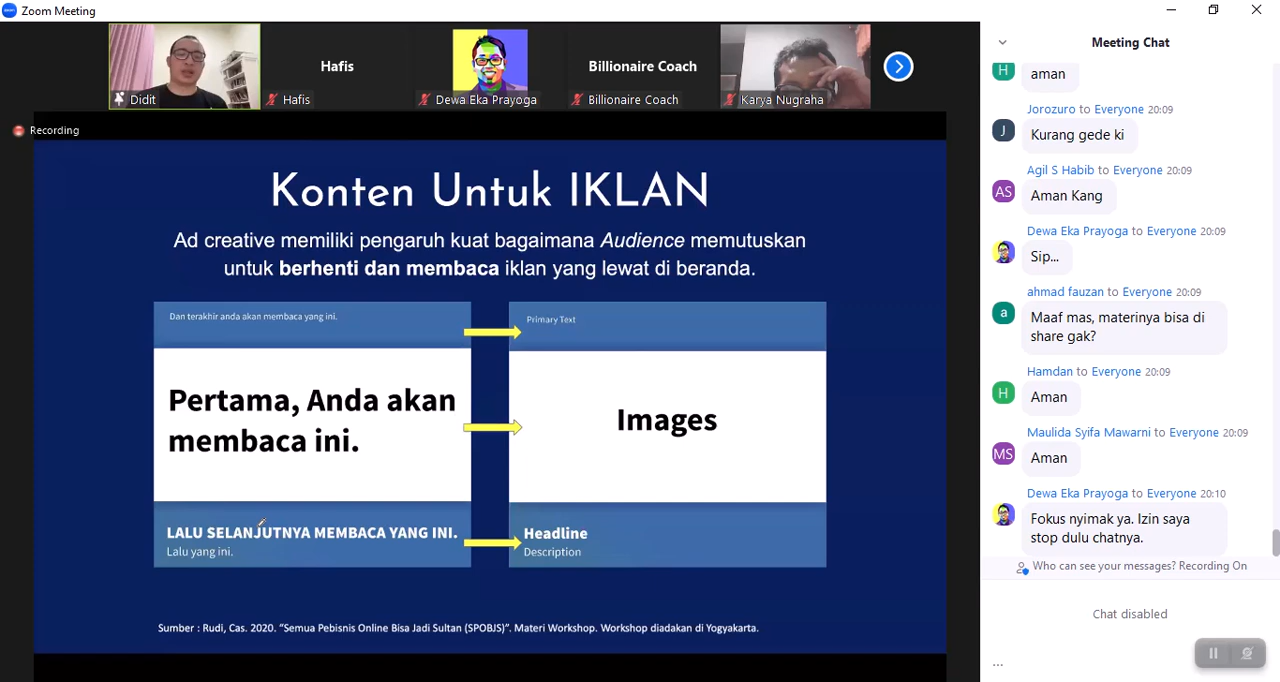 Zoom Meeting
Hafis
Billionaire Coach
Didit
Hafis
Dewa Eka Prayoga
Billionaire Coach
Karya Nugraha
Recording
Konten Untuk IKLAN
Ad creative memiliki pengaruh kuat bagaimana Audience memutuskan
untuk berhenti dan membaca iklan yang lewat di beranda.
Dan terakhir anda akan membaca yang ini.
Pertama, Anda akan
membaca ini.
LALU SELANJUTNYA MEMBACA YANG INI.
Lalu yang ini.
Primary Text
Images
Headline
Description
Sumber : Rudi, Cas. 2020. "Semua Pebisnis Online Bisa Jadi Sultan (SPOBJS)". Materi Workshop. Workshop diadakan di Yogyakarta.
Meeting Chat
H
aman
Jorozuro to Everyone 20:09
J
Kurang gede ki
Agil S Habib to Everyone 20:09
AS
Aman Kang
Dewa Eka Prayoga to Everyone 20:09
Sip...
ahmad fauzan to Everyone 20:09
a
Maaf mas, materinya bisa di
share gak?
Hamdan to Everyone 20:09
H
Aman
Maulida Syifa Mawarni to Everyone 20:09
MS
Aman
Dewa Eka Prayoga to Everyone 20:10
Fokus nyimak ya. Izin saya
stop dulu chatnya.
Who can see your messages? Recording On
Chat disabled
...